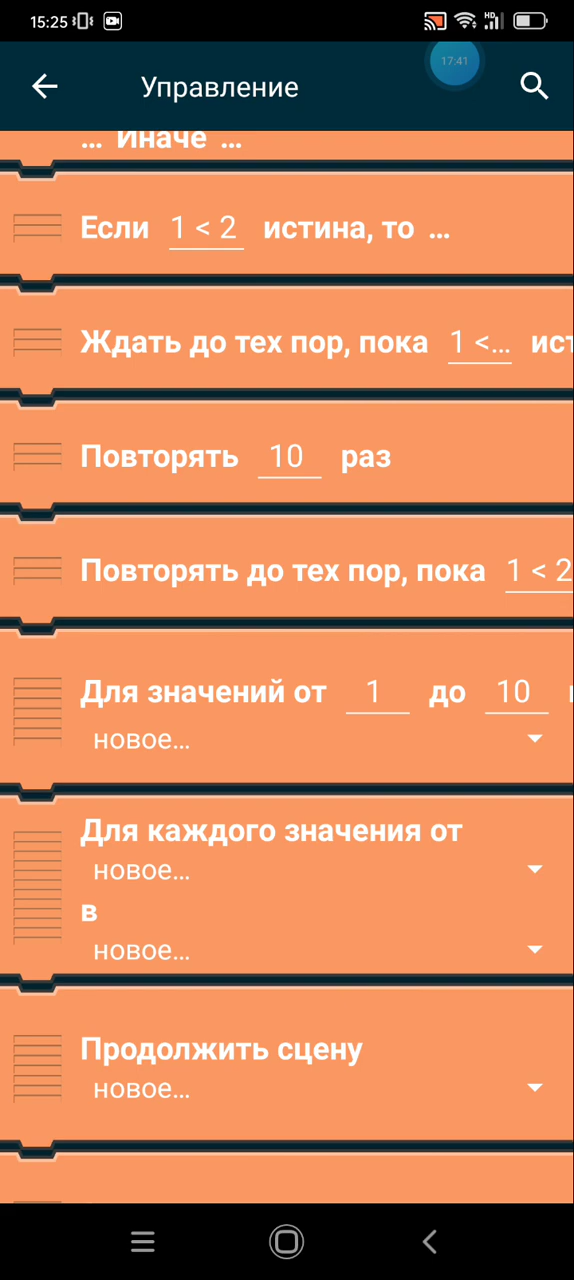 15:25
HD
17:41
Управление
... Иначе ...
Если 1 < 2 истина, то ...
Ждать до тех пор, пока 1 <...
Повторять 10 раз
Повторять до тех пор, пока 1 < 2
Для значений от 1 до 10
новое...
Для каждого значения от
новое...
в
новое...
Продолжить сцену
новое...